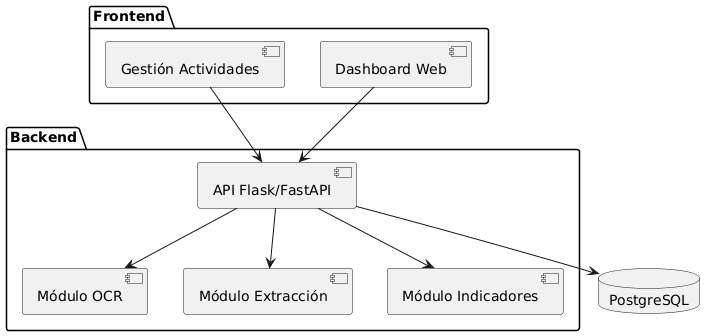 Frontend
Gestión Actividades
Dashboard Web
Backend
API Flask/FastAPI
Módulo OCR
Módulo Extracción
Módulo Indicadores
PostgreSQL